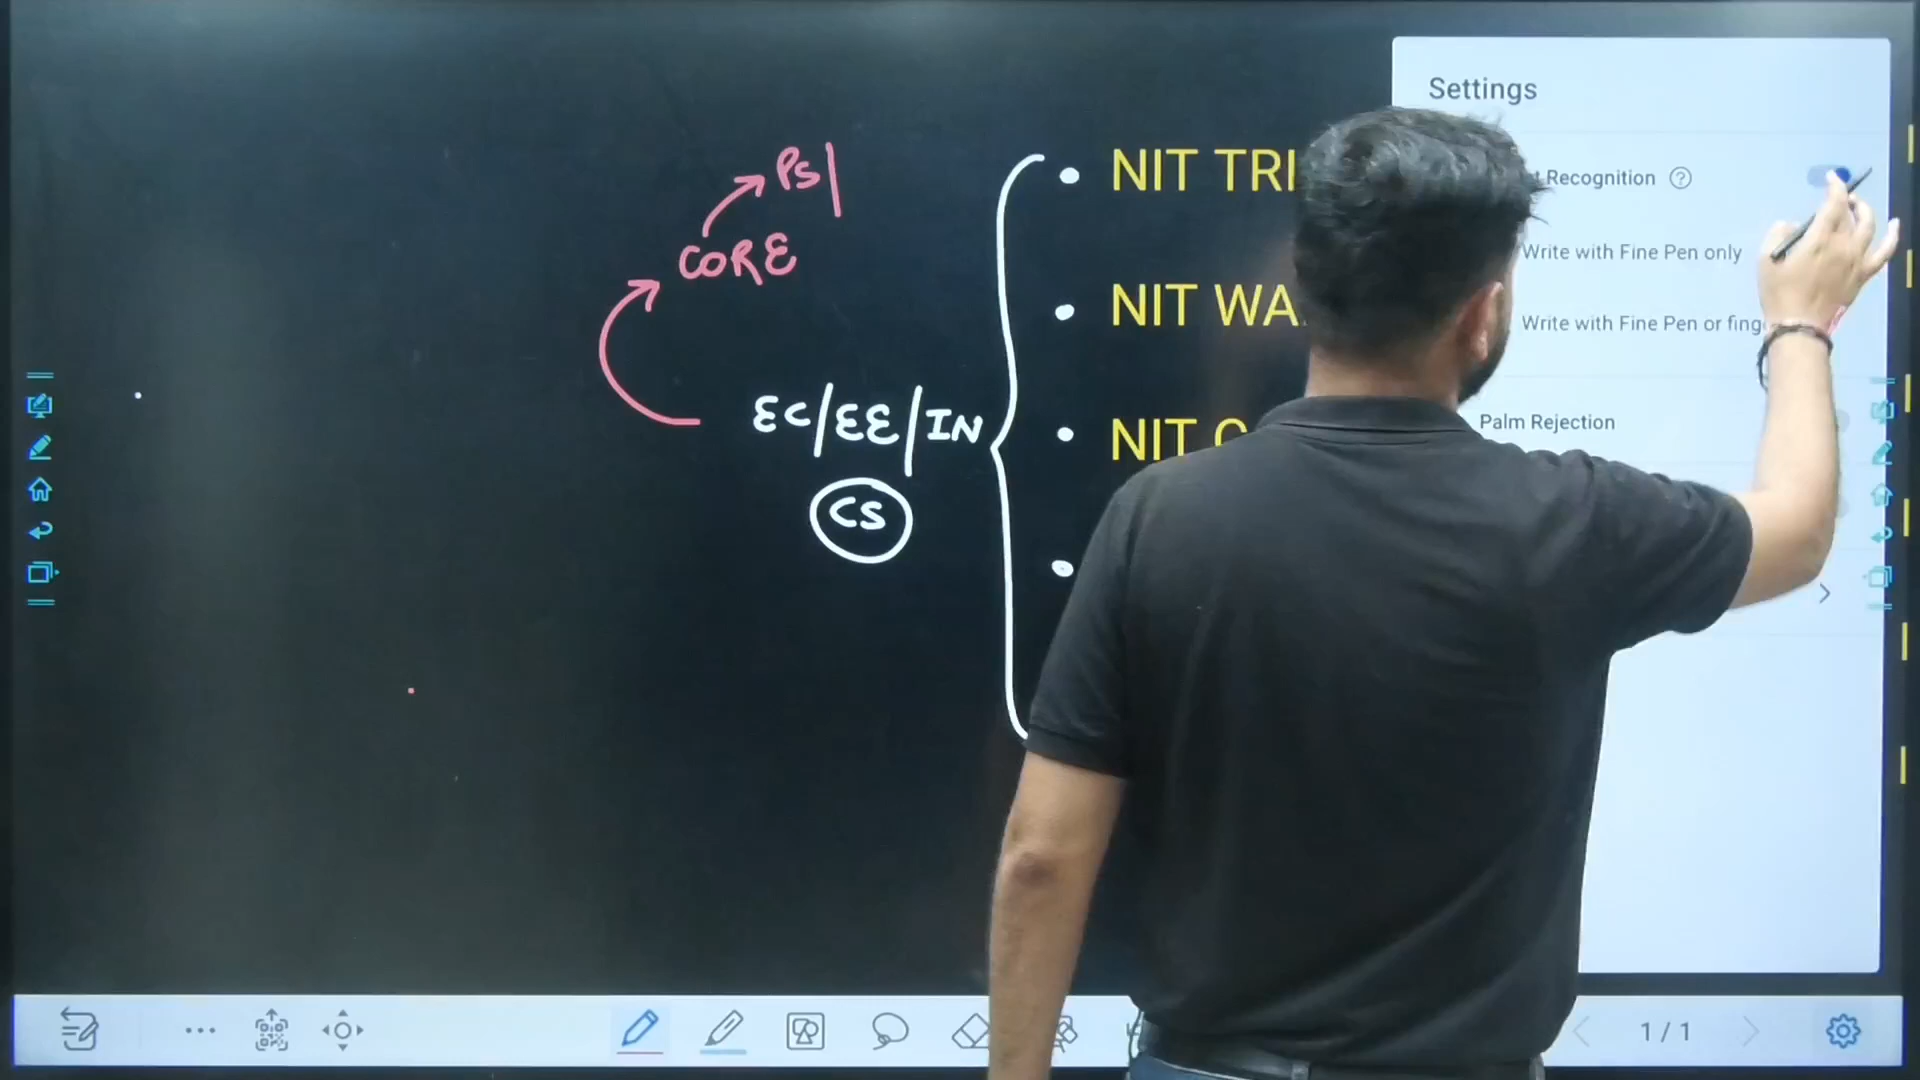 PS|
CORE
EC/EE/IN
CS
NIT TRI
NIT WA
NIT
Settings
Recognition
Write with Fine Pen only
Write with Fine Pen or fing
Palm Rejection
1 / 1